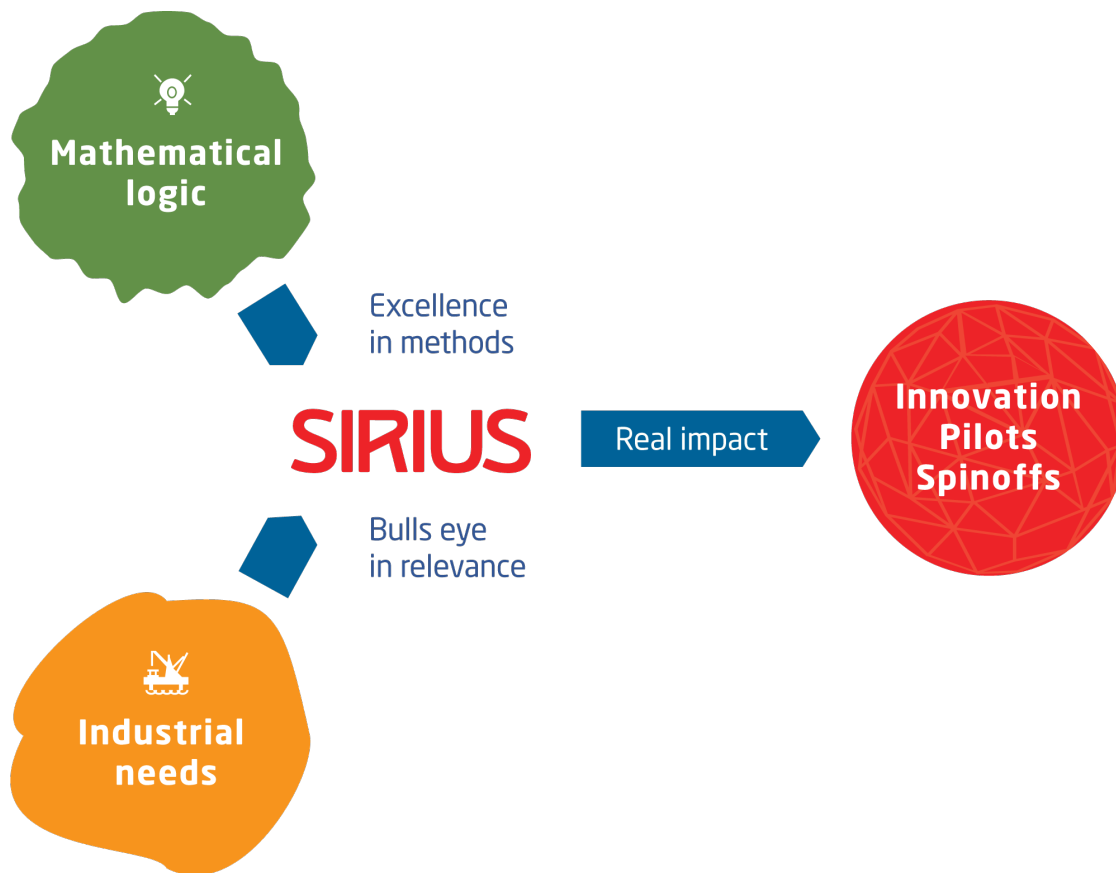 Mathematical
logic
Excellence
in methods
SIRIUS
Real impact
Innovation
Pilots
Spinoffs
Bulls eye
in relevance
Industrial
needs